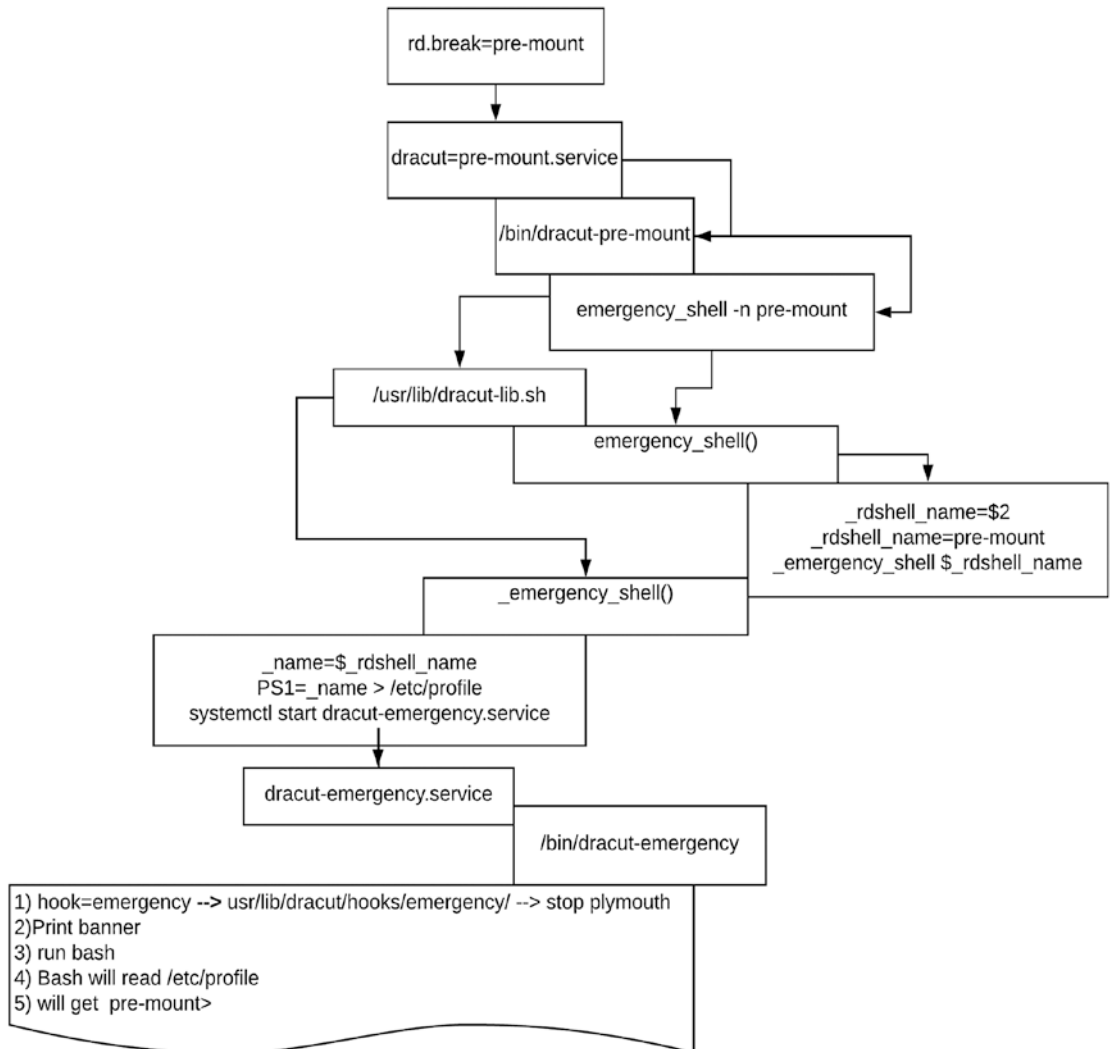 rd.break=pre-mount
dracut=pre-mount.service
/bin/dracut-pre-mount
emergency_shell -n pre-mount
/usr/lib/dracut-lib.sh
emergency_shell()
_rdshell_name=$2
_rdshell_name=pre-mount
_emergency_shell $_rdshell_name
_emergency_shell()
_name=$_rdshell_name
PS1=_name > /etc/profile
systemctl start dracut-emergency.service
dracut-emergency.service
/bin/dracut-emergency
1) hook=emergency --> usr/lib/dracut/hooks/emergency/ --> stop plymouth
2)Print banner
3) run bash
4) Bash will read /etc/profile
5) will get  pre-mount>